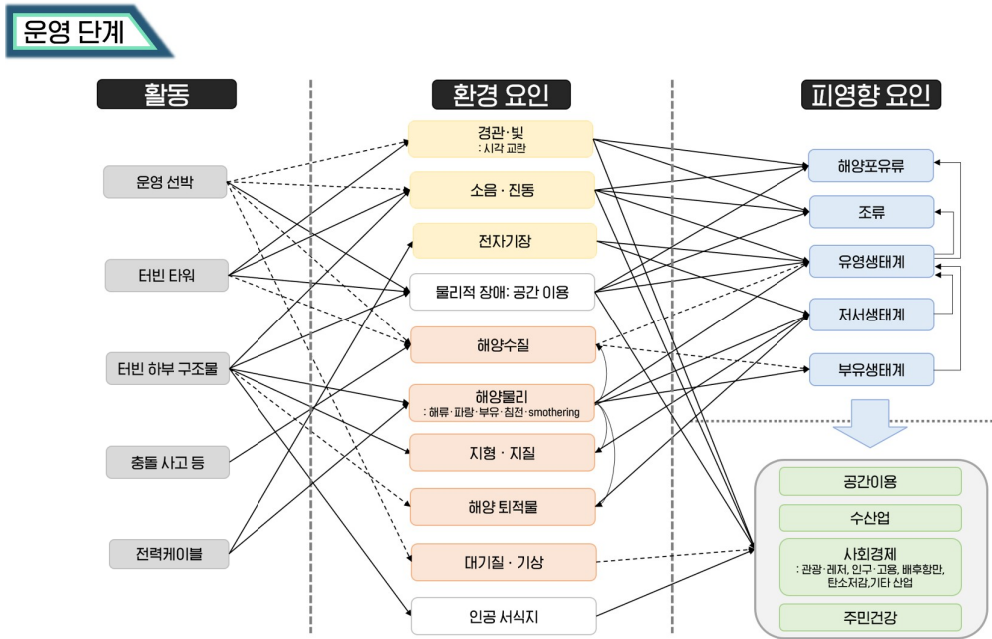 운영 단계
활동
환경 요인
피영향 요인
운영 선박
터빈 타워
터빈 하부 구조물
충돌 사고 등
전력케이블
경관·빛
: 시각 교란
소음·진동
전자기장
물리적 장애: 공간 이용
해양수질
해양물리
: 해류·파랑·부유·침전·smothering
지형·지질
해양 퇴적물
대기질·기상
인공 서식지
해양포유류
조류
유영생태계
저서생태계
부유생태계
공간이용
수산업
사회경제
: 관광·레저, 인구·고용, 배후항만,
탄소저감,기타 산업
주민건강